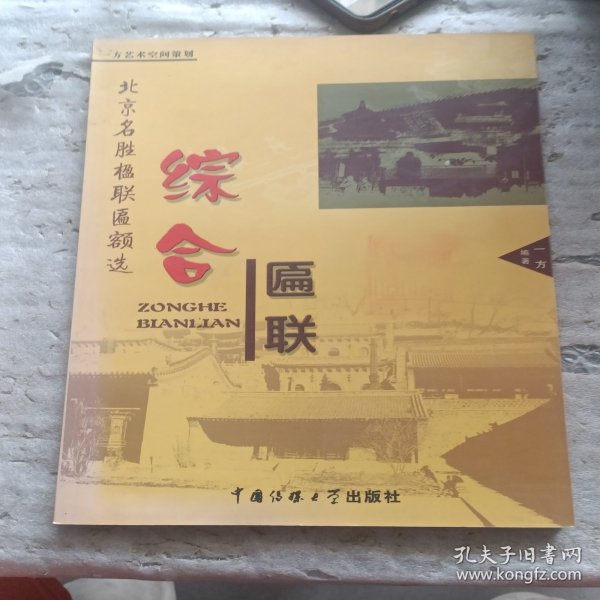 一方艺术空间策划
北京名胜楹联匾额选
综合
匾联
ZONGHE
BIANLIAN
一方
编著
中国传媒大学出版社
孔夫子旧书网
www.kongfz.com